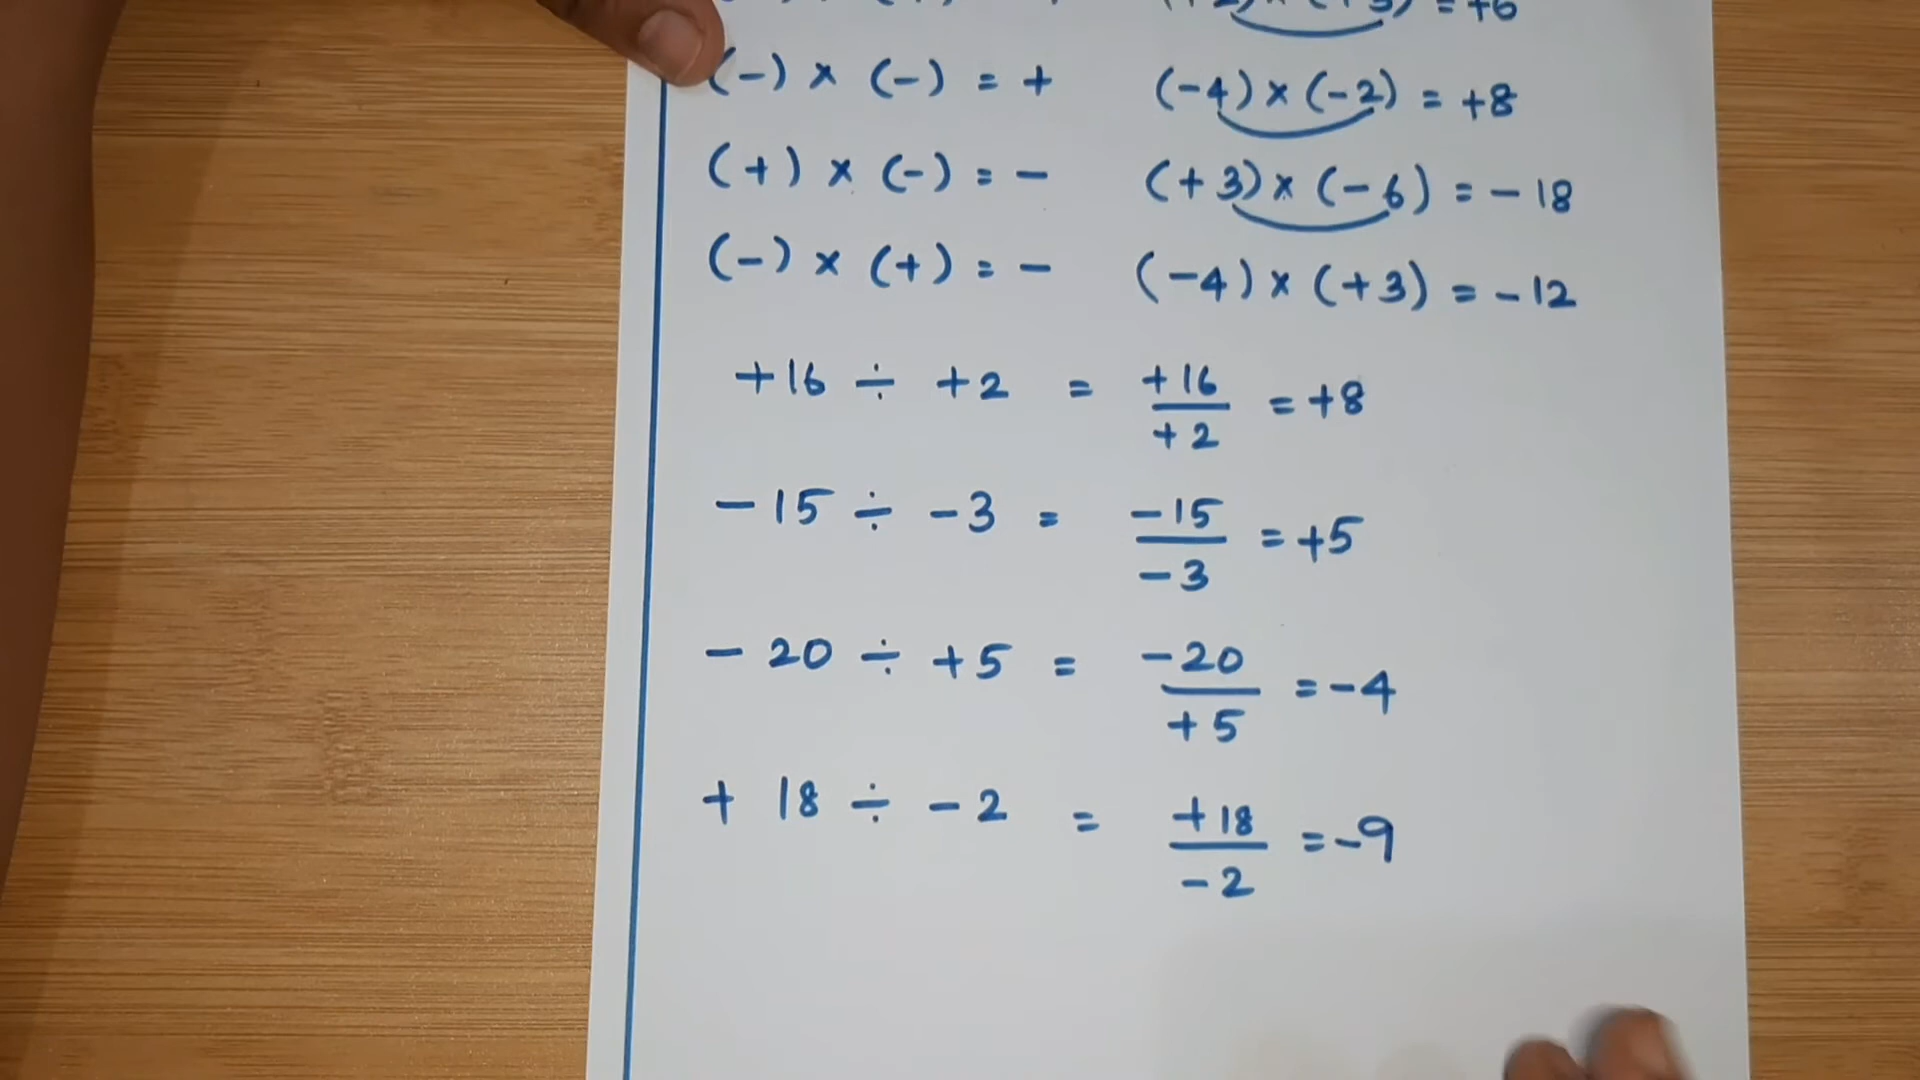 = +6
(-) × (-) = + (-4) × (-2) = +8
(+) × (-) = - (+3) × (-6) = -18
(-) × (+) = - (-4) × (+3) = -12
+16 ÷ +2 = +16/+2 = +8
-15 ÷ -3 = -15/-3 = +5
-20 ÷ +5 = -20/+5 = -4
+ 18 ÷ -2 = +18/-2 = -9